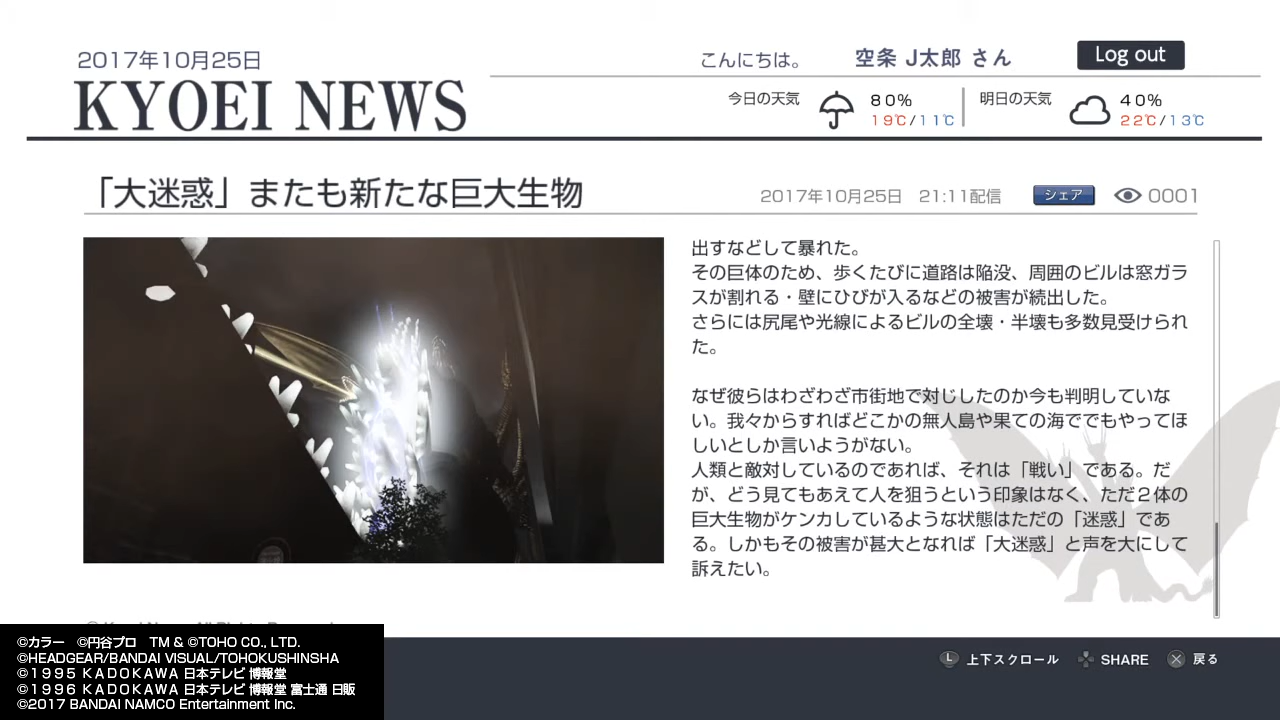 2017年10月25日
こんにちは。 空条 J太郎 さん
Log out
KYOEI NEWS
今日の天気 80% 19℃/11℃
明日の天気 40% 22℃/13℃
「大迷惑」またも新たな巨大生物
2017年10月25日 21:11配信 シェア 0001
出すなどして暴れた。
その巨体のため、歩くたびに道路は陥没、周囲のビルは窓ガラ
スが割れる・壁にひびが入るなどの被害が続出した。
さらには尻尾や光線によるビルの全壊・半壊も多数見受けられ
た。
なぜ彼らはわざわざ市街地で対じしたのか今も判明していな
い。我々からすればどこかの無人島や果ての海ででもやってほ
しいとしか言いようがない。
人類と敵対しているのであれば、それは「戦い」である。だ
が、どう見てもあえて人を狙うという印象はなく、ただ２体の
巨大生物がケンカしているような状態はただの「迷惑」であ
る。しかもその被害が甚大となれば「大迷惑」と声を大にして
訴えたい。
©カラー ©円谷プロ TM & ©TOHO CO., LTD.
©HEADGEAR/BANDAI VISUAL/TOHOKUSHINSHA
©１９９５ ＫＡＤＯＫＡＷＡ 日本テレビ 博報堂
©１９９６ ＫＡＤＯＫＡＷＡ 日本テレビ 博報堂 富士通 日販
©2017 BANDAI NAMCO Entertainment Inc.
L 上下スクロール SHARE 戻る